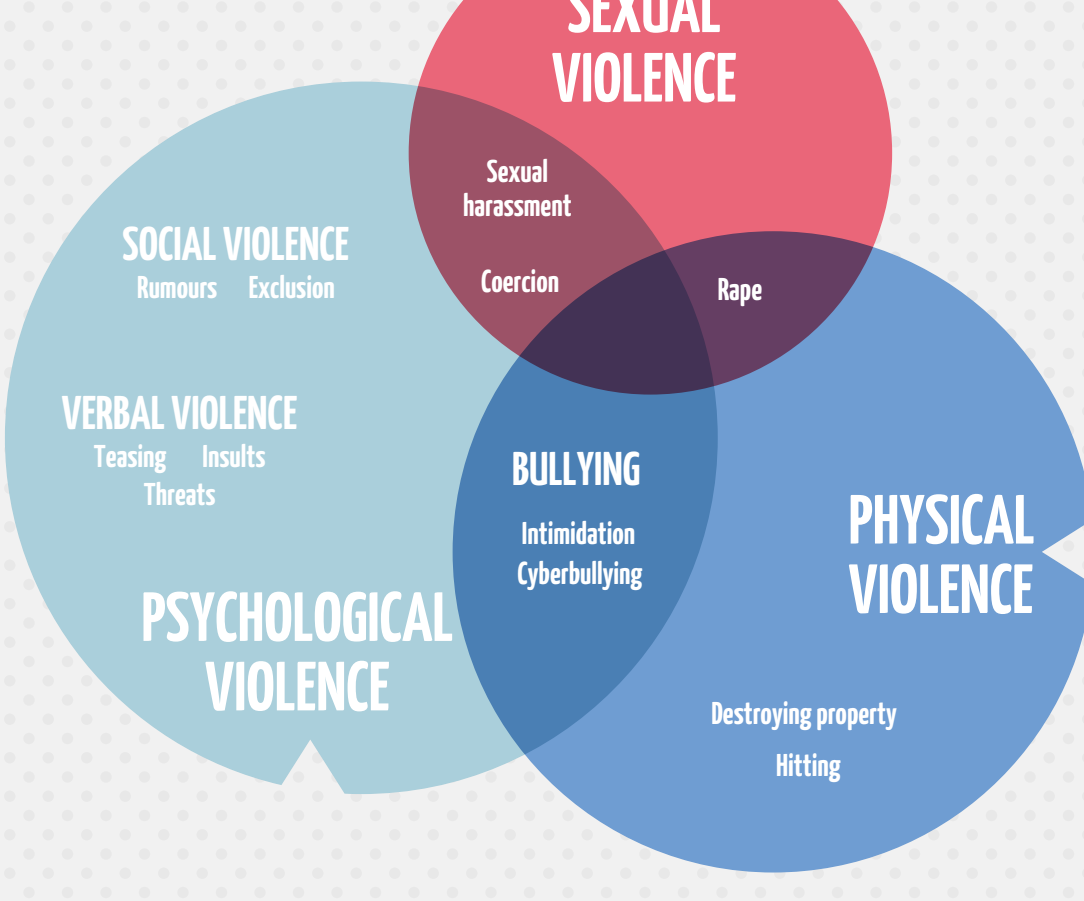 SEXUAL
VIOLENCE
Sexual
harassment
Coercion
Rape
SOCIAL VIOLENCE
Rumours Exclusion
VERBAL VIOLENCE
Teasing Insults
Threats
PSYCHOLOGICAL
VIOLENCE
BULLYING
Intimidation
Cyberbullying
PHYSICAL
VIOLENCE
Destroying property
Hitting